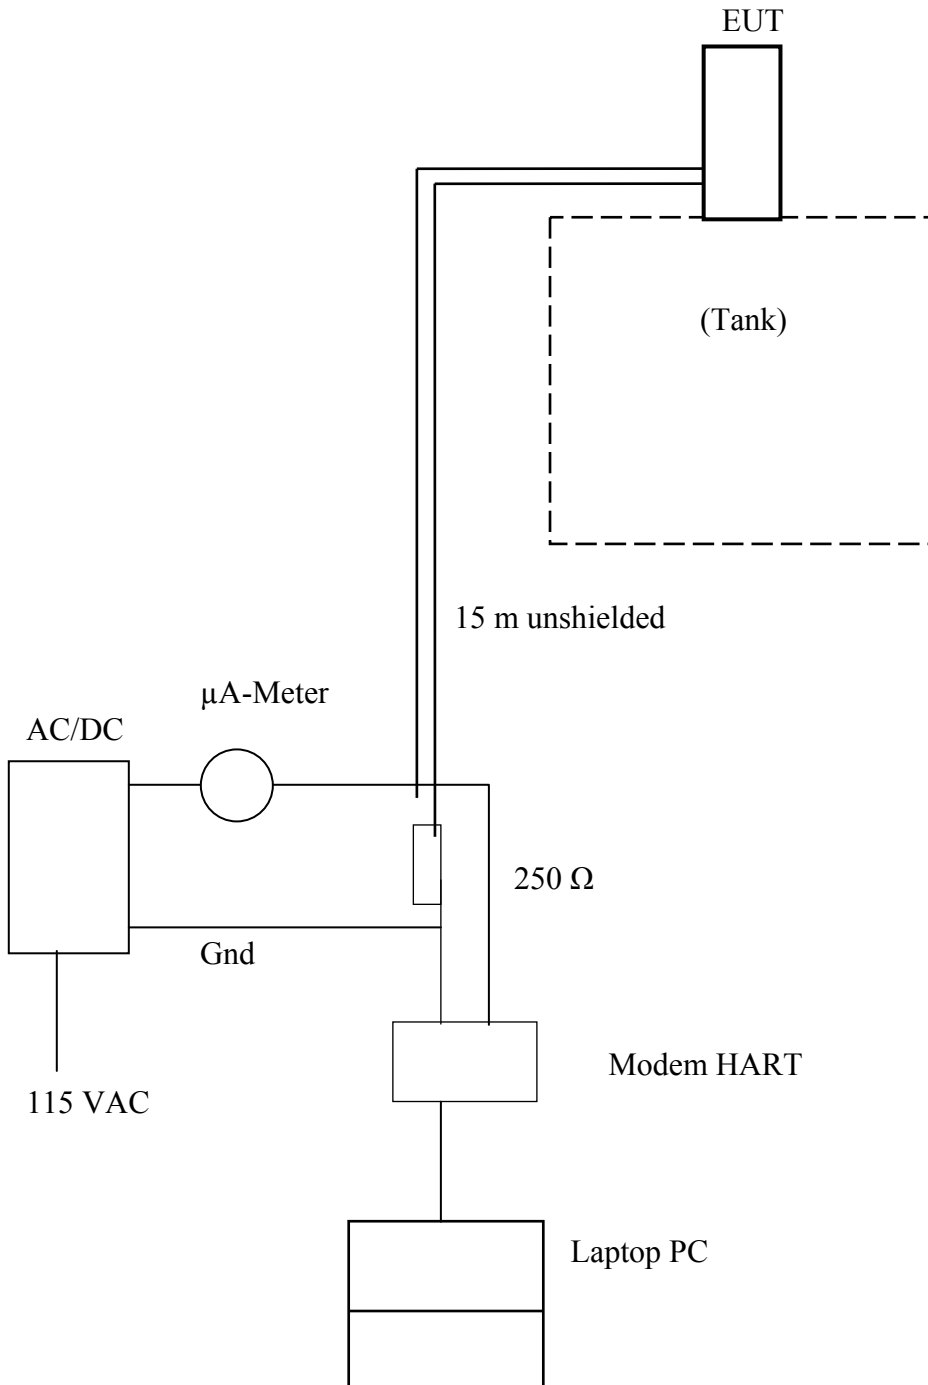 EUT
(Tank)
15 m unshielded
µA-Meter
AC/DC
250 Ω
Gnd
Modem HART
115 VAC
Laptop PC